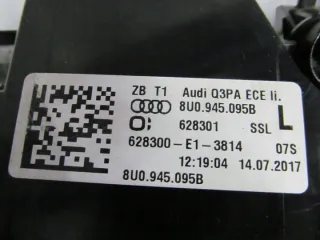 ZB T1 Audi Q3PA ECE li.
8U0.945.095B
628301 SSL L
628300-E1-3814 07S
12:19:04 14.07.2017
8U0.945.095B